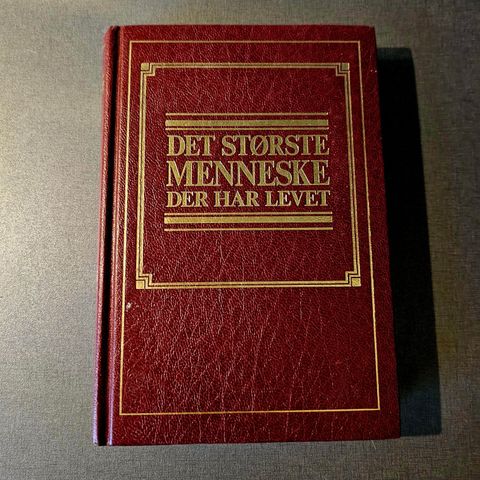 DET STØRSTE
MENNESKE
DER HAR LEVET